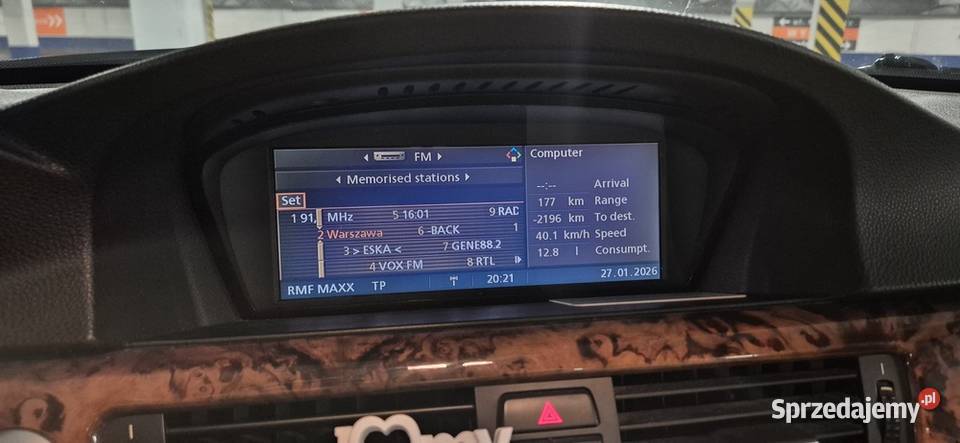 FM
Memorised stations
Set
1 91,
MHz
5 16:01
9 RAD
2 Warszawa
6 -BACK
1
3 > ESKA <
7 GENE88.2
4 VOX FM
8 RTL
RMF MAXX TP
20:21
Computer
--:-- Arrival
177 km Range
-2196 km To dest.
40.1 km/h Speed
12.8 l Consumpt.
27.01.2026
my
Sprzedajemy.pl